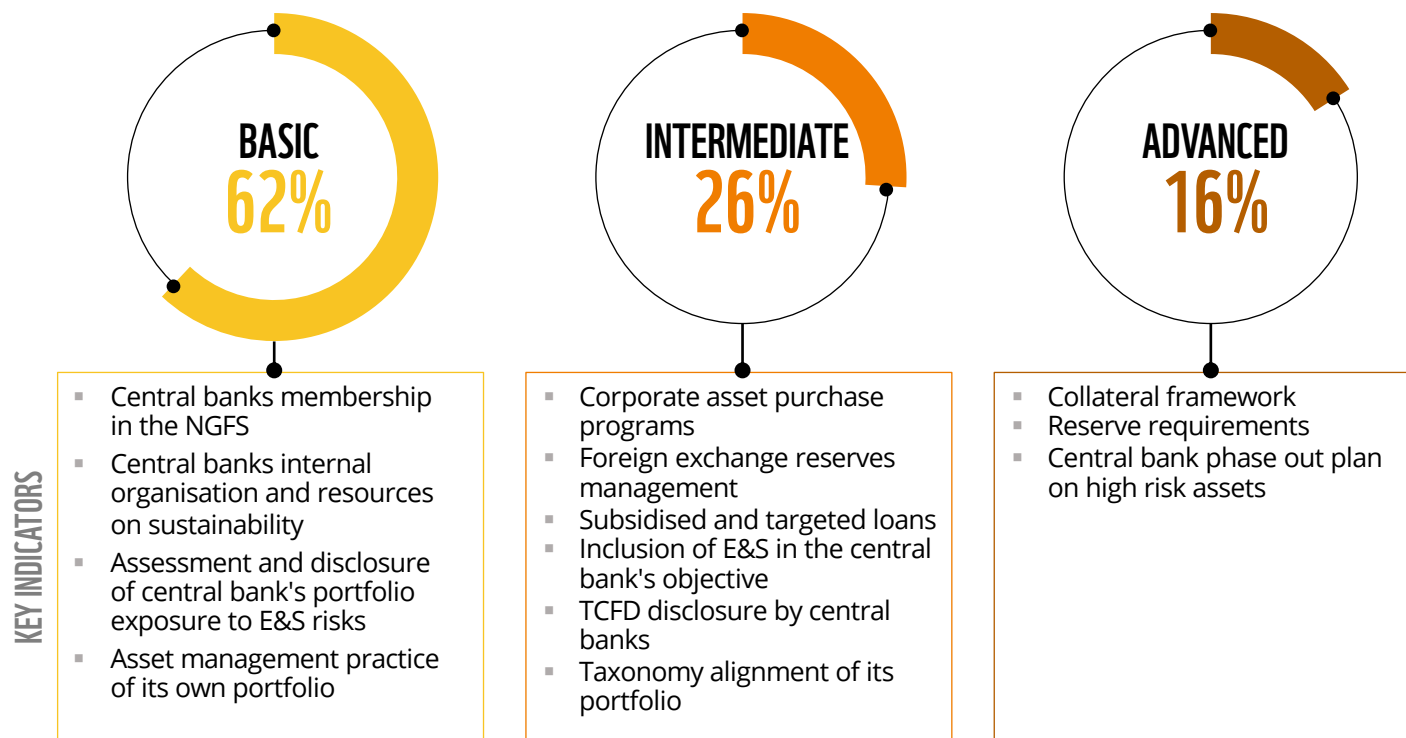 BASIC
62%
INTERMEDIATE
26%
ADVANCED
16%
KEY INDICATORS
▪ Central banks membership
in the NGFS
▪ Central banks internal
organisation and resources
on sustainability
▪ Assessment and disclosure
of central bank's portfolio
exposure to E&S risks
▪ Asset management practice
of its own portfolio
▪ Corporate asset purchase
programs
▪ Foreign exchange reserves
management
▪ Subsidised and targeted loans
▪ Inclusion of E&S in the central
bank's objective
▪ TCFD disclosure by central
banks
▪ Taxonomy alignment of its
portfolio
▪ Collateral framework
▪ Reserve requirements
▪ Central bank phase out plan
on high risk assets